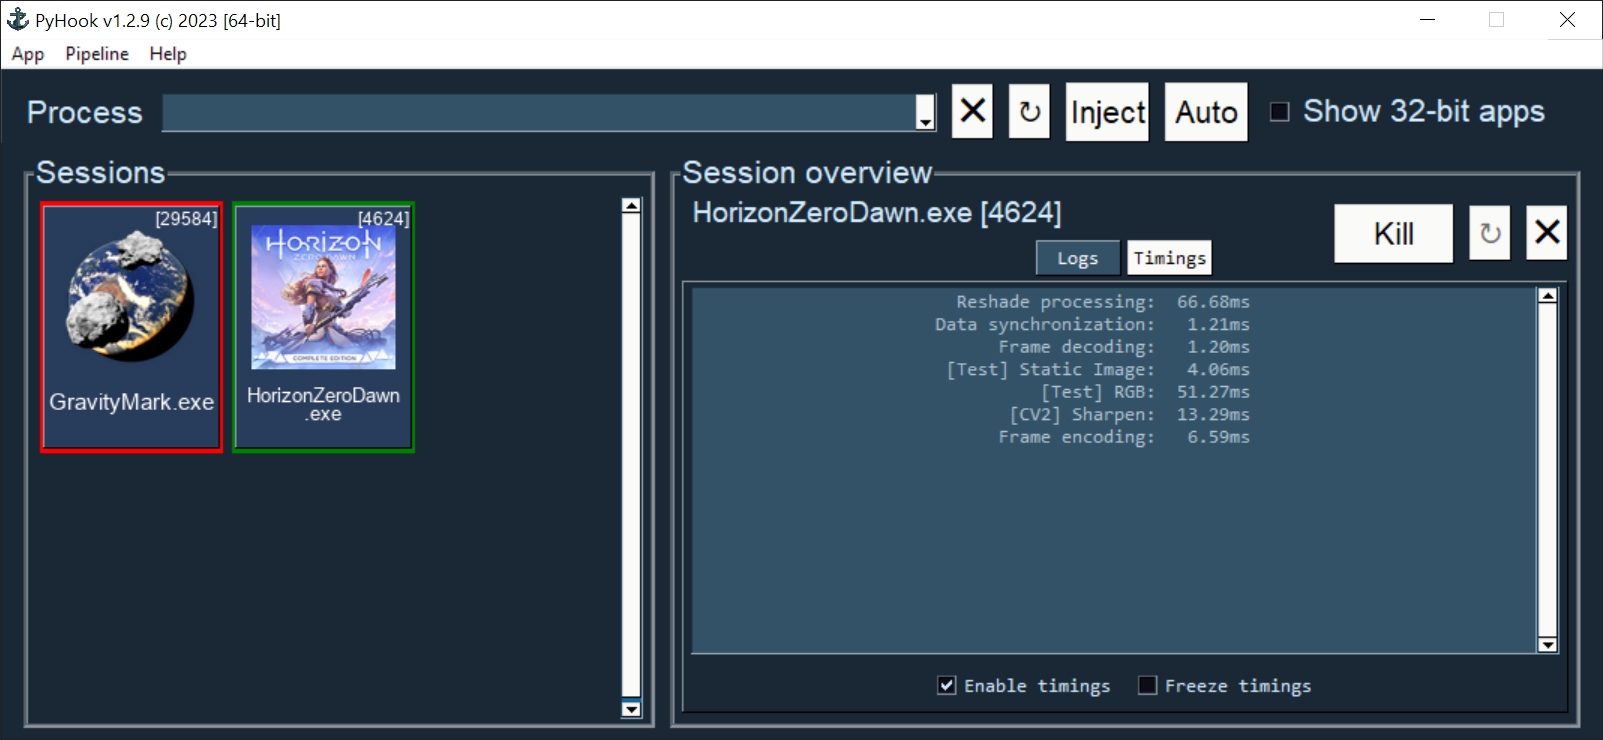 PyHook v1.2.9 (c) 2023 [64-bit]
App Pipeline Help
Process
Inject Auto Show 32-bit apps
Sessions
[29584]
GravityMark.exe
[4624]
HORIZON
ZERO DAWN
COMPLETE EDITION
HorizonZeroDawn
.exe
Session overview
HorizonZeroDawn.exe [4624]
Kill
Logs Timings
Reshade processing: 66.68ms
Data synchronization: 1.21ms
Frame decoding: 1.20ms
[Test] Static Image: 4.06ms
[Test] RGB: 51.27ms
[CV2] Sharpen: 13.29ms
Frame encoding: 6.59ms
Enable timings Freeze timings